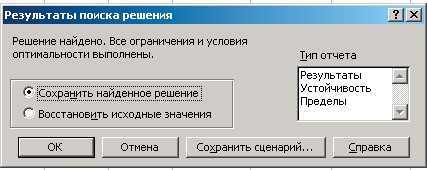 Результаты поиска решения
Решение найдено. Все ограничения и условия
оптимальности выполнены.
Тип отчета
Результаты
Устойчивость
Пределы
Сохранить найденное решение
Восстановить исходные значения
ОК
Отмена
Сохранить сценарий...
Справка